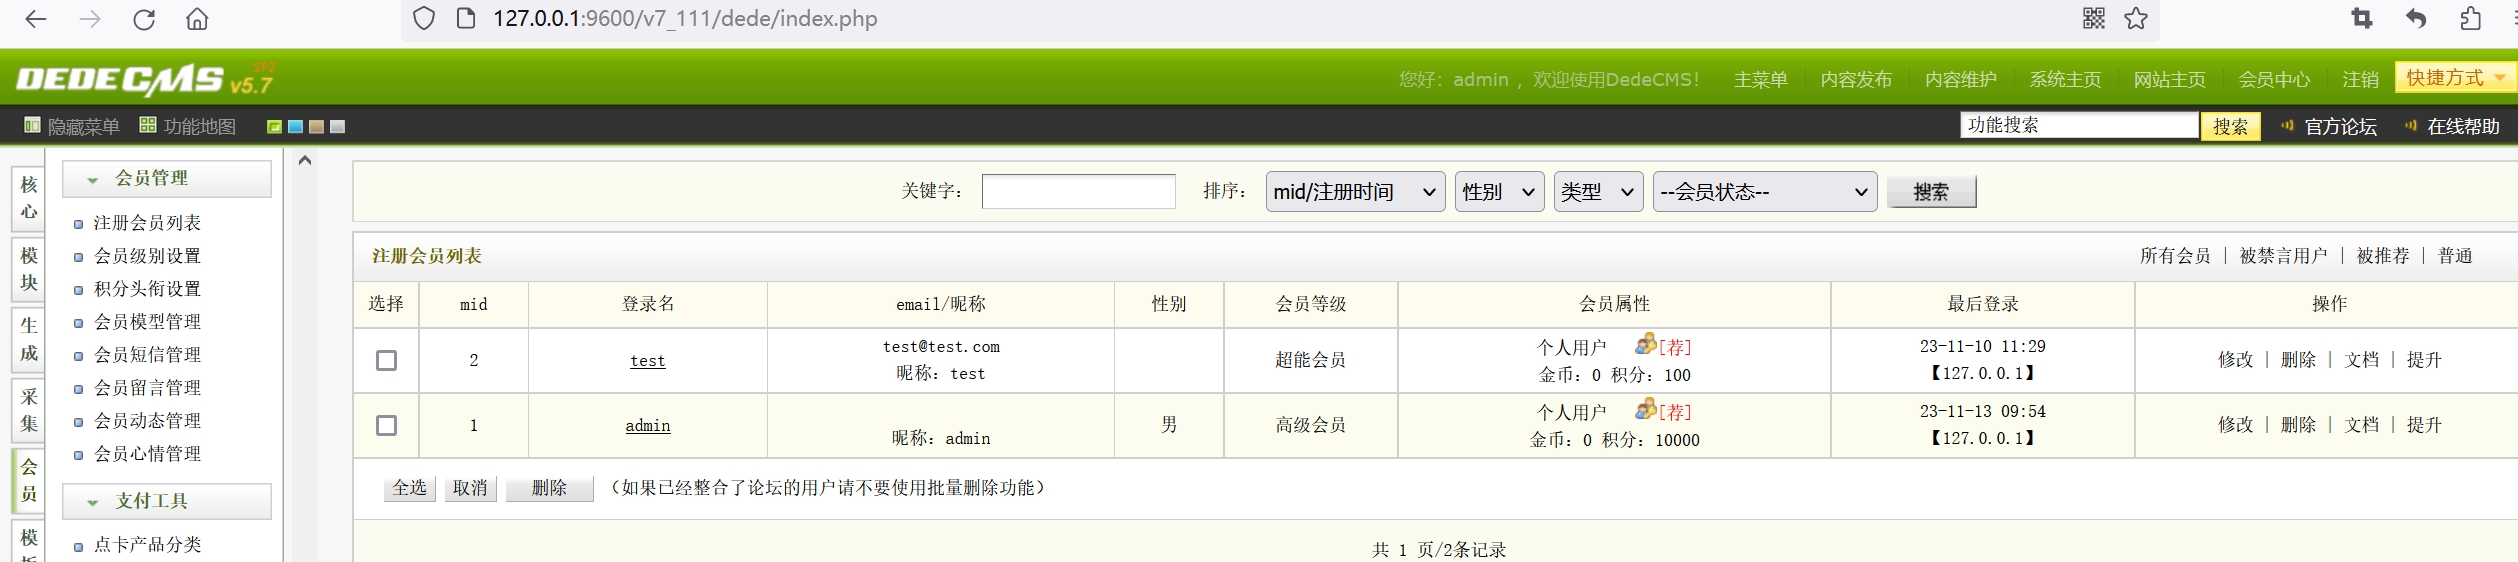 127.0.0.1:9600/v7_111/dede/index.php
DEDECMS v5.7 SP2
您好：admin ，欢迎使用DedeCMS！ 主菜单 内容发布 内容维护 系统主页 网站主页 会员中心 注销 快捷方式
隐藏菜单 功能地图 功能搜索 搜索 官方论坛 在线帮助
核心
模块
生成
采集
会员
模
会员管理
注册会员列表
会员级别设置
积分头衔设置
会员模型管理
会员短信管理
会员留言管理
会员动态管理
会员心情管理
支付工具
点卡产品分类
关键字： 排序： mid/注册时间 性别 类型 --会员状态-- 搜索
注册会员列表 所有会员 | 被禁言用户 | 被推荐 | 普通
选择 mid 登录名 email/昵称 性别 会员等级 会员属性 最后登录 操作
2 test test@test.com 昵称：test 超能会员 个人用户 [荐] 金币：0 积分：100 23-11-10 11:29 【127.0.0.1】 修改 | 删除 | 文档 | 提升
1 admin 昵称：admin 男 高级会员 个人用户 [荐] 金币：0 积分：10000 23-11-13 09:54 【127.0.0.1】 修改 | 删除 | 文档 | 提升
全选 取消 删除 （如果已经整合了论坛的用户请不要使用批量删除功能）
共 1 页/2条记录